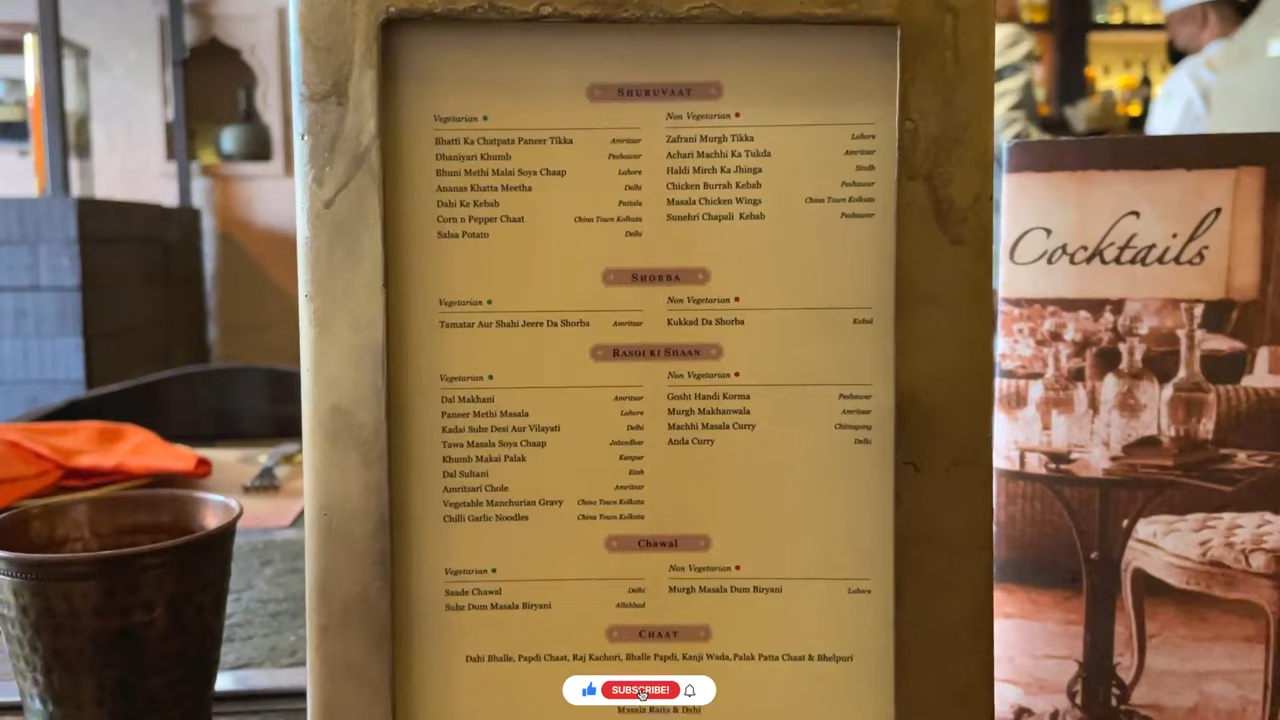 SHURUVAAT
Vegetarian
Bhatti Ka Chatpata Paneer Tikka Amritsar
Dhaniyari Khumb Peshawar
Bhuni Methi Malai Soya Chaap Lahore
Ananas Khatta Meetha Delhi
Dahi Ke Kebab Patiala
Corn n Pepper Chaat China Town Kolkata
Salsa Potato Delhi
Non Vegetarian
Zafrani Murgh Tikka Lahore
Achari Machhi Ka Tukda Amritsar
Haldi Mirch Ka Jhinga Sindh
Chicken Burrah Kebab Peshawar
Masala Chicken Wings China Town Kolkata
Sunehri Chapali Kebab Peshawar
SHORBA
Vegetarian
Tamatar Aur Shahi Jeere Da Shorba Amritsar
Non Vegetarian
Kukkad Da Shorba Kabul
RASOI KI SHAAN
Vegetarian
Dal Makhani Amritsar
Paneer Methi Masala Lahore
Kadai Subz Desi Aur Vilayati Delhi
Tawa Masala Soya Chaap Jalandhar
Khumb Makai Palak Kanpur
Dal Sultani Etah
Amritsari Chole Amritsar
Vegetable Manchurian Gravy China Town Kolkata
Chilli Garlic Noodles China Town Kolkata
Non Vegetarian
Gosht Handi Korma Peshawar
Murgh Makhanwala Amritsar
Machhi Masala Curry Chittagong
Anda Curry Delhi
Chawal
Vegetarian
Saade Chawal Delhi
Subz Dum Masala Biryani Allahbad
Non Vegetarian
Murgh Masala Dum Biryani Lahore
CHAAT
Dahi Bhalle, Papdi Chaat, Raj Kachori, Bhalle Papdi, Kanji Wada, Palak Patta Chaat & Bhelpuri
SUBSCRIBE!
Masala Raita & Dahi
Cocktails